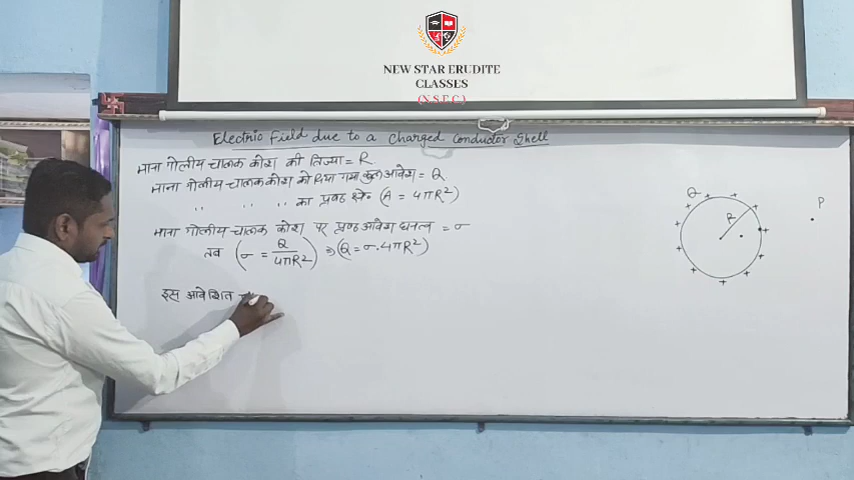 NEW STAR ERUDITE
CLASSES
(N.S.E.C)
Electric Field due to a Charged Conductor Shell
माना गोलीय चालक कोश की त्रिज्या = R
माना गोलीय चालक कोश को दिया गया कुल आवेश = Q
" " " का पृष्ठ क्षे० (A = 4πR²)
माना गोलीय चालक कोश पर पृष्ठ आवेश घनत्व = σ
तब (σ = Q/4πR²) ⇒ (Q = σ.4πR²)
इस आवेशित
Q
R
P